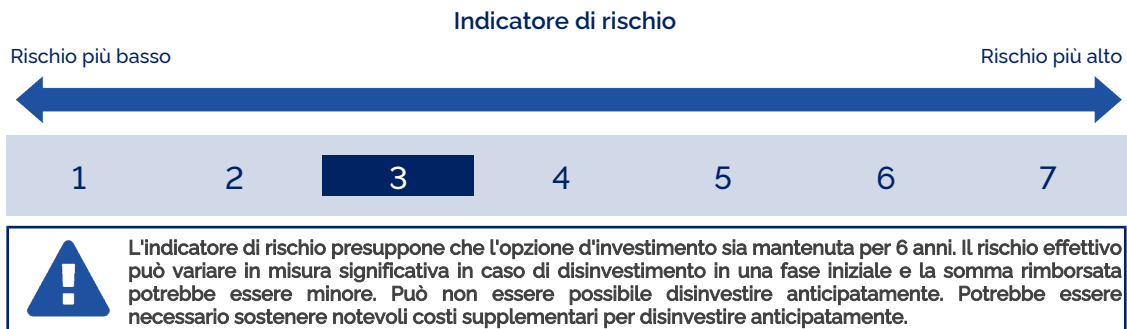 Indicatore di rischio
Rischio più basso
Rischio più alto
1 2 3 4 5 6 7
L'indicatore di rischio presuppone che l'opzione d'investimento sia mantenuta per 6 anni. Il rischio effettivo
può variare in misura significativa in caso di disinvestimento in una fase iniziale e la somma rimborsata
potrebbe essere minore. Può non essere possibile disinvestire anticipatamente. Potrebbe essere
necessario sostenere notevoli costi supplementari per disinvestire anticipatamente.